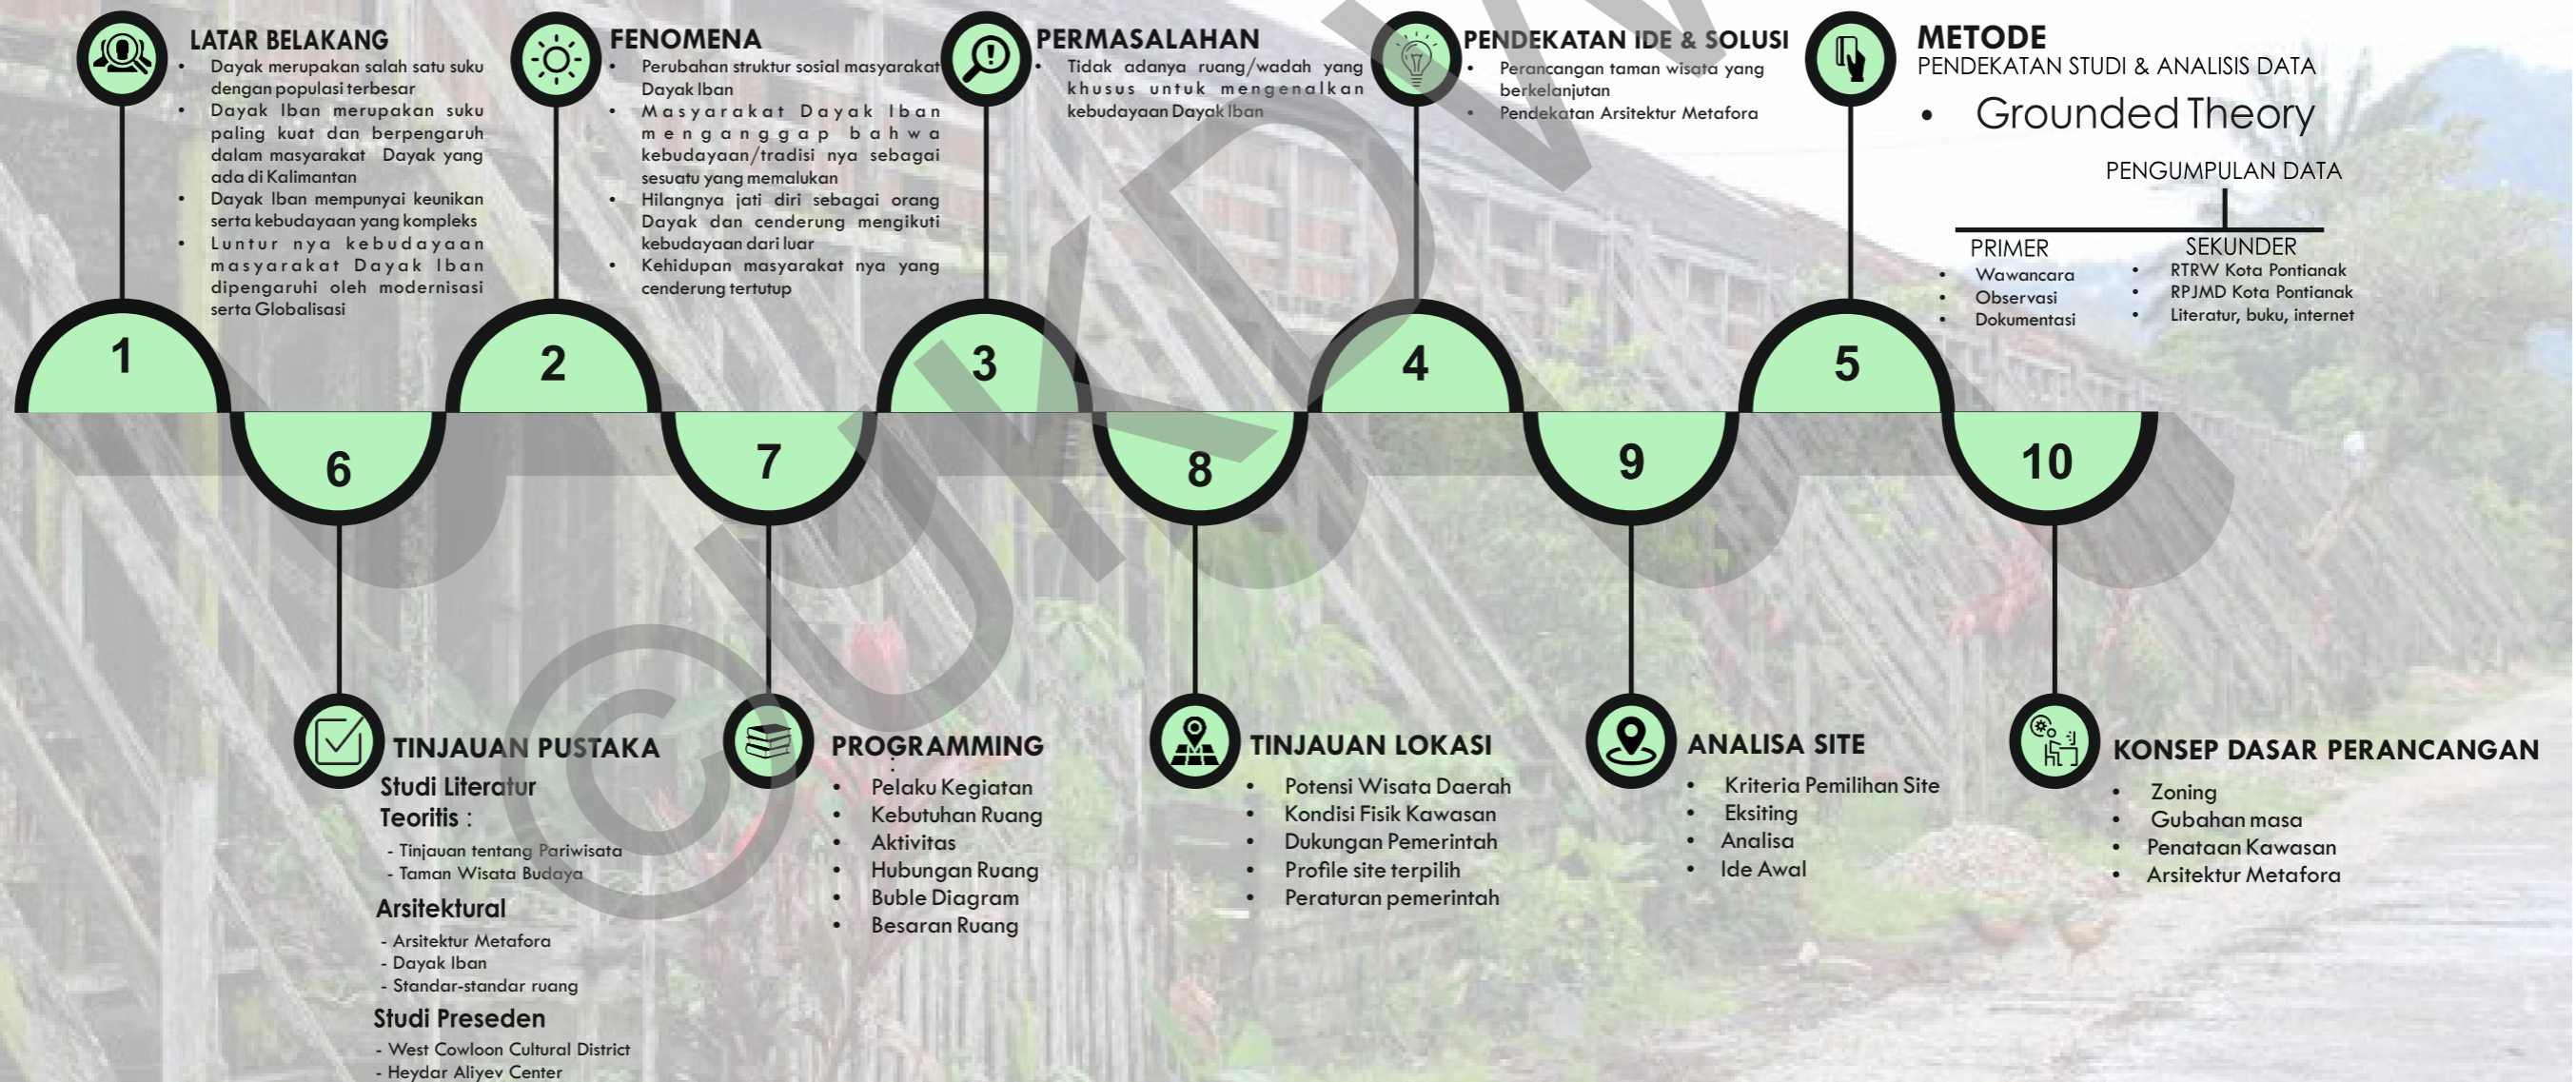 LATAR BELAKANG
• Dayak merupakan salah satu suku
dengan populasi terbesar
• Dayak Iban merupakan suku
paling kuat dan berpengaruh
dalam masyarakat Dayak yang
ada di Kalimantan
• Dayak Iban mempunyai keunikan
serta kebudayaan yang kompleks
• Luntur nya kebudayaan
masyarakat Dayak Iban
dipengaruhi oleh modernisasi
serta Globalisasi
1
FENOMENA
• Perubahan struktur sosial masyarakat
Dayak Iban
• Masyarakat Dayak Iban
menganggap bahwa
kebudayaan/tradisi nya sebagai
sesuatu yang memalukan
• Hilangnya jati diri sebagai orang
Dayak dan cenderung mengikuti
kebudayaan dari luar
• Kehidupan masyarakat nya yang
cenderung tertutup
2
PERMASALAHAN
• Tidak adanya ruang/wadah yang
khusus untuk mengenalkan
kebudayaan Dayak Iban
3
PENDEKATAN IDE & SOLUSI
• Perancangan taman wisata yang
berkelanjutan
• Pendekatan Arsitektur Metafora
4
METODE
PENDEKATAN STUDI & ANALISIS DATA
• Grounded Theory
PENGUMPULAN DATA
PRIMER
• Wawancara
• Observasi
• Dokumentasi
SEKUNDER
• RTRW Kota Pontianak
• RPJMD Kota Pontianak
• Literatur, buku, internet
5
6
TINJAUAN PUSTAKA
Studi Literatur
Teoritis :
- Tinjauan tentang Pariwisata
- Taman Wisata Budaya
Arsitektural
- Arsitektur Metafora
- Dayak Iban
- Standar-standar ruang
Studi Preseden
- West Cowloon Cultural District
- Heydar Aliyev Center
7
PROGRAMMING
:
• Pelaku Kegiatan
• Kebutuhan Ruang
• Aktivitas
• Hubungan Ruang
• Buble Diagram
• Besaran Ruang
8
TINJAUAN LOKASI
• Potensi Wisata Daerah
• Kondisi Fisik Kawasan
• Dukungan Pemerintah
• Profile site terpilih
• Peraturan pemerintah
9
ANALISA SITE
• Kriteria Pemilihan Site
• Eksiting
• Analisa
• Ide Awal
10
KONSEP DASAR PERANCANGAN
• Zoning
• Gubahan masa
• Penataan Kawasan
• Arsitektur Metafora
©UKDW